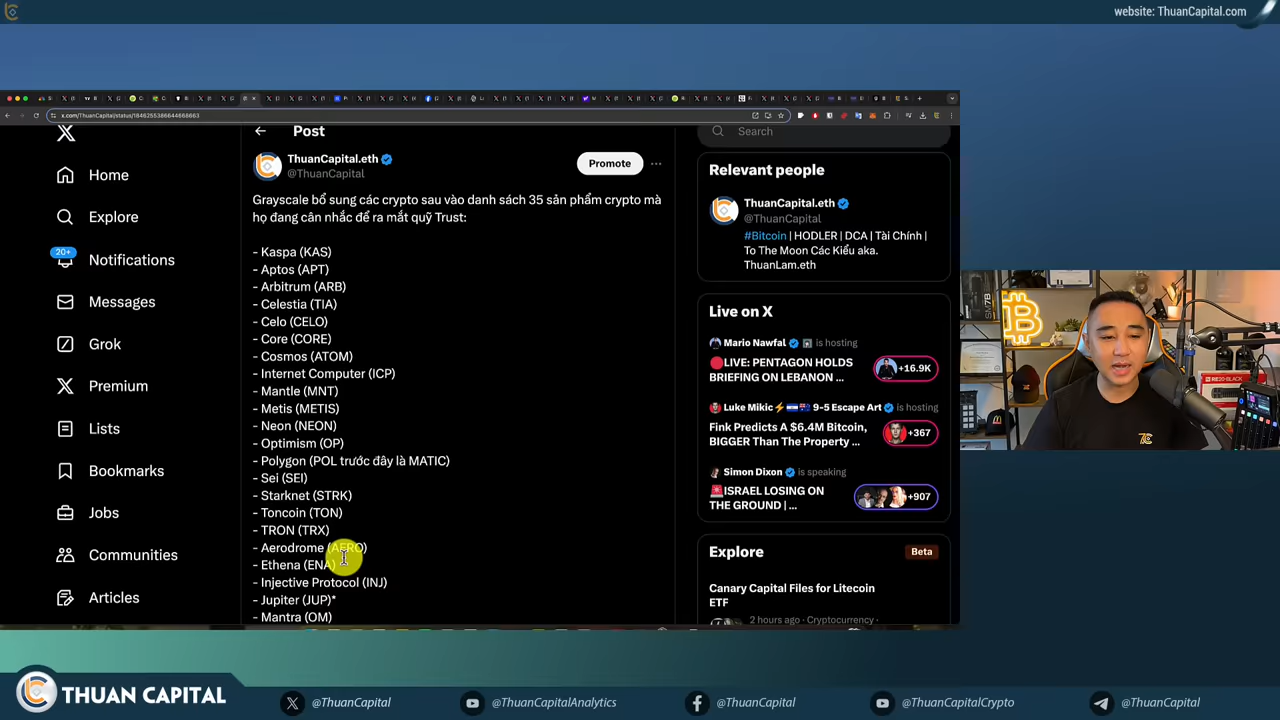 website: ThuanCapital.com
x.com/ThuanCapital/status/1846255386644668663
Home
Explore
20+
Notifications
Messages
Grok
Premium
Lists
Bookmarks
Jobs
Communities
Articles
Post
ThuanCapital.eth
@ThuanCapital
Promote
Grayscale bổ sung các crypto sau vào danh sách 35 sản phẩm crypto mà
họ đang cân nhắc để ra mắt quỹ Trust:
- Kaspa (KAS)
- Aptos (APT)
- Arbitrum (ARB)
- Celestia (TIA)
- Celo (CELO)
- Core (CORE)
- Cosmos (ATOM)
- Internet Computer (ICP)
- Mantle (MNT)
- Metis (METIS)
- Neon (NEON)
- Optimism (OP)
- Polygon (POL trước đây là MATIC)
- Sei (SEI)
- Starknet (STRK)
- Toncoin (TON)
- TRON (TRX)
- Aerodrome (AERO)
- Ethena (ENA)
- Injective Protocol (INJ)
- Jupiter (JUP)*
- Mantra (OM)
Search
Relevant people
ThuanCapital.eth
@ThuanCapital
#Bitcoin | HODLER | DCA | Tài Chính |
To The Moon Các Kiểu aka.
ThuanLam.eth
Live on X
Mario Nawfal is hosting
LIVE: PENTAGON HOLDS
BRIEFING ON LEBANON ...
+16.9K
Luke Mikic 9-5 Escape Art is hosting
Fink Predicts A $6.4M Bitcoin,
BIGGER Than The Property ...
+367
Simon Dixon is speaking
ISRAEL LOSING ON
THE GROUND | ...
+907
Explore
Beta
Canary Capital Files for Litecoin
ETF
2 hours ago · Cryptocurrency ·
SM7B
RØDE
THUAN CAPITAL
@ThuanCapital
@ThuanCapitalAnalytics
@ThuanCapital
@ThuanCapitalCrypto
@ThuanCapital